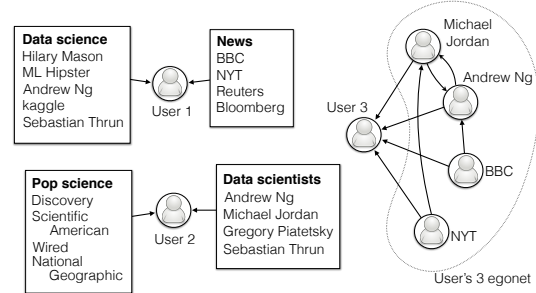 Data science
Hilary Mason
ML Hipster
Andrew Ng
kaggle
Sebastian Thrun
User 1
News
BBC
NYT
Reuters
Bloomberg
Pop science
Discovery
Scientific
American
Wired
National
Geographic
User 2
Data scientists
Andrew Ng
Michael Jordan
Gregory Piatetsky
Sebastian Thrun
Michael
Jordan
Andrew Ng
User 3
BBC
NYT
User's 3 egonet